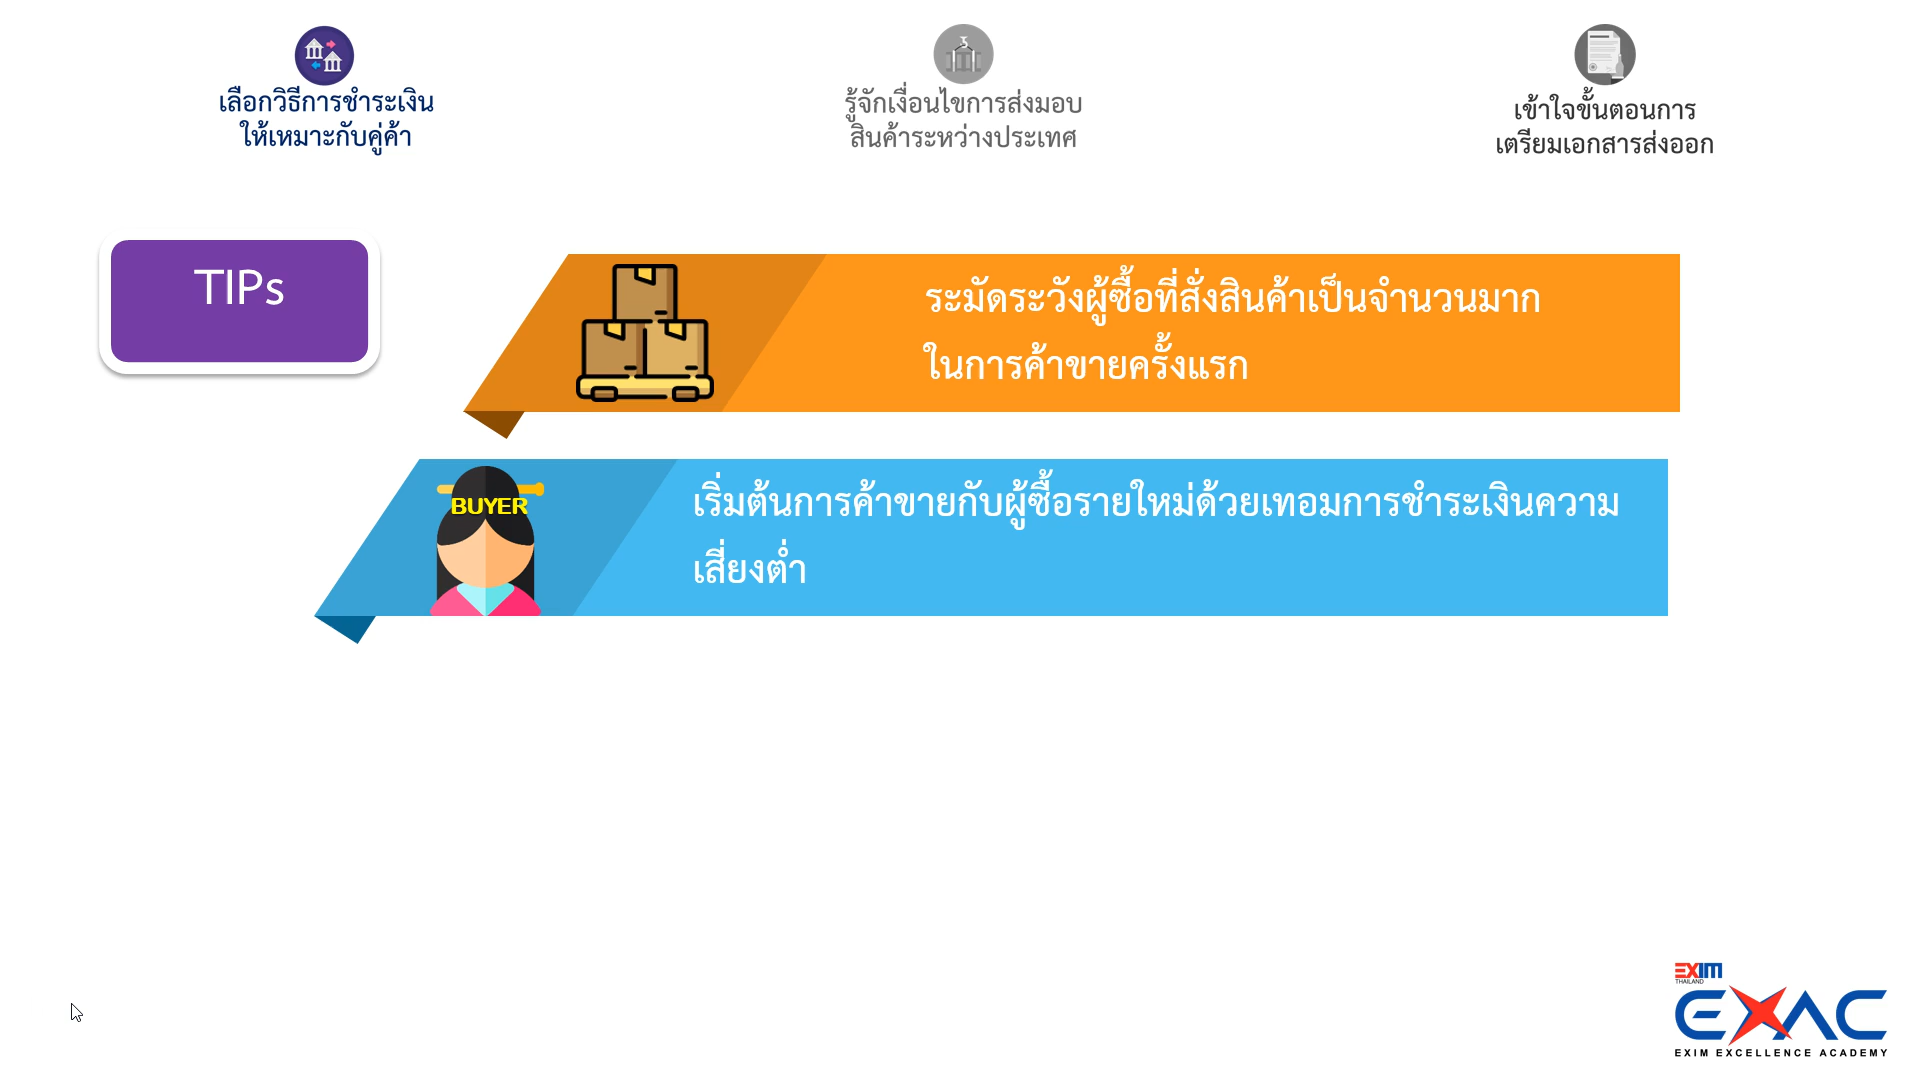 เลือกวิธีการชำระเงิน
ให้เหมาะกับคู่ค้า
รู้จักเงื่อนไขการส่งมอบ
สินค้าระหว่างประเทศ
เข้าใจขั้นตอนการ
เตรียมเอกสารส่งออก
TIPs
ระมัดระวังผู้ซื้อที่สั่งสินค้าเป็นจำนวนมาก
ในการค้าขายครั้งแรก
BUYER
เริ่มต้นการค้าขายกับผู้ซื้อรายใหม่ด้วยเทอมการชำระเงินความ
เสี่ยงต่ำ
EXIM
THAILAND
EXAC
EXIM EXCELLENCE ACADEMY